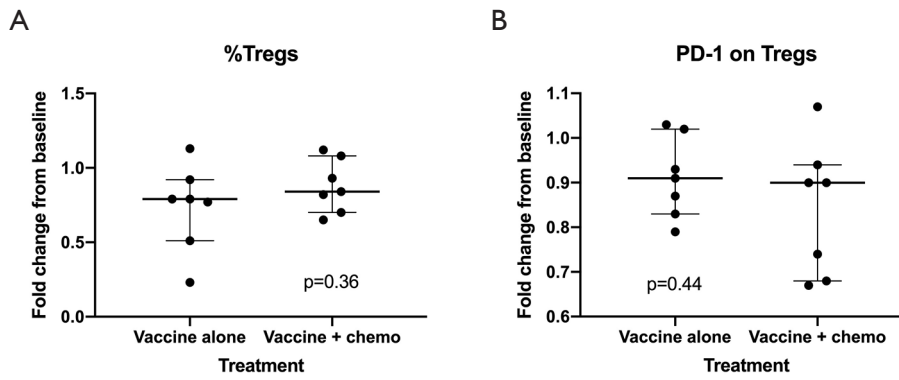 A
%Tregs
Fold change from baseline
1.5
1.0
0.5
0.0
p=0.36
Vaccine alone Vaccine + chemo
Treatment
B
PD-1 on Tregs
Fold change from baseline
1.1
1.0
0.9
0.8
0.7
0.6
p=0.44
Vaccine alone Vaccine + chemo
Treatment